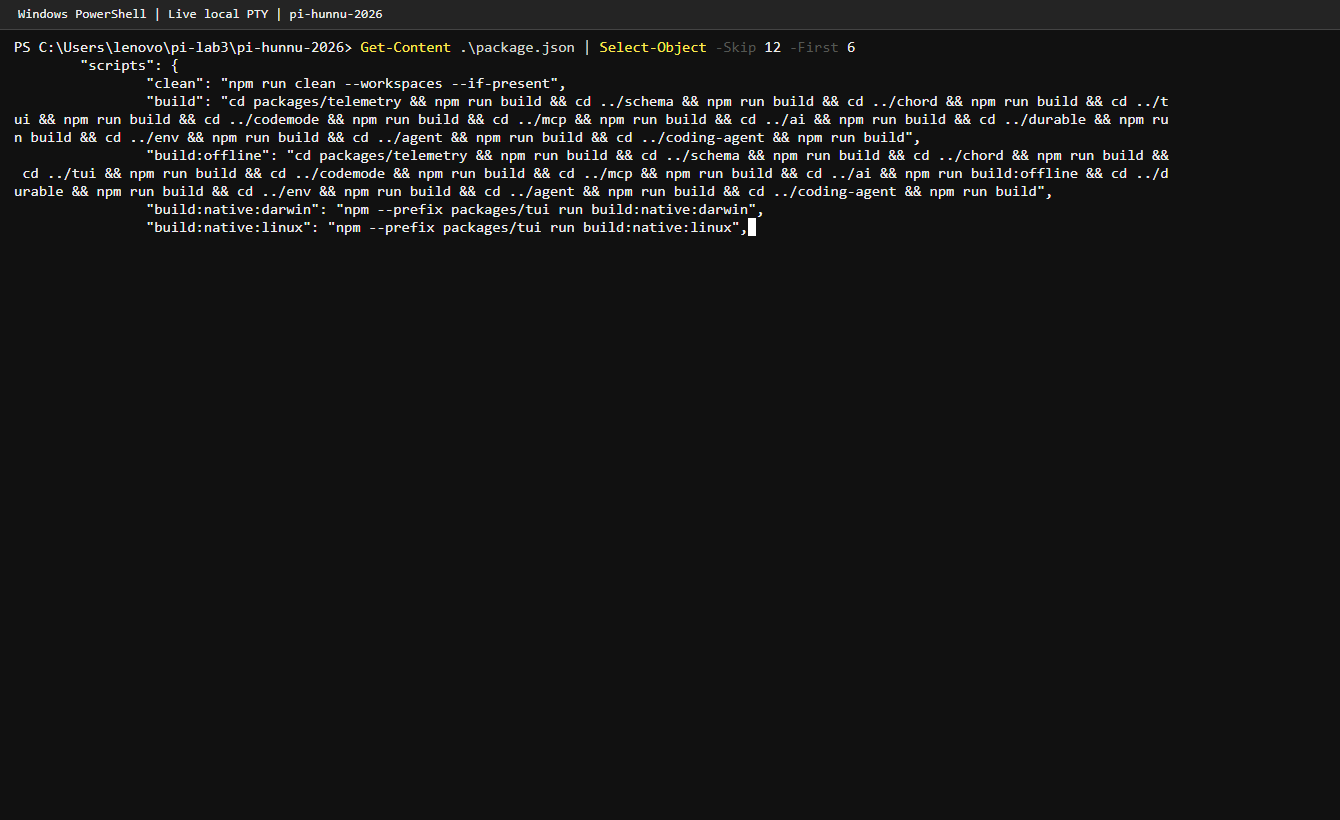 Windows PowerShell | Live local PTY | pi-hunnu-2026
PS C:\Users\lenovo\pi-lab3\pi-hunnu-2026> Get-Content .\package.json | Select-Object -Skip 12 -First 6
        "scripts": {
                "clean": "npm run clean --workspaces --if-present",
                "build": "cd packages/telemetry && npm run build && cd ../schema && npm run build && cd ../chord && npm run build && cd ../t
ui && npm run build && cd ../codemode && npm run build && cd ../mcp && npm run build && cd ../ai && npm run build && cd ../durable && npm ru
n build && cd ../env && npm run build && cd ../agent && npm run build && cd ../coding-agent && npm run build",
                "build:offline": "cd packages/telemetry && npm run build && cd ../schema && npm run build && cd ../chord && npm run build &&
 cd ../tui && npm run build && cd ../codemode && npm run build && cd ../mcp && npm run build && cd ../ai && npm run build:offline && cd ../d
urable && npm run build && cd ../env && npm run build && cd ../agent && npm run build && cd ../coding-agent && npm run build",
                "build:native:darwin": "npm --prefix packages/tui run build:native:darwin",
                "build:native:linux": "npm --prefix packages/tui run build:native:linux",